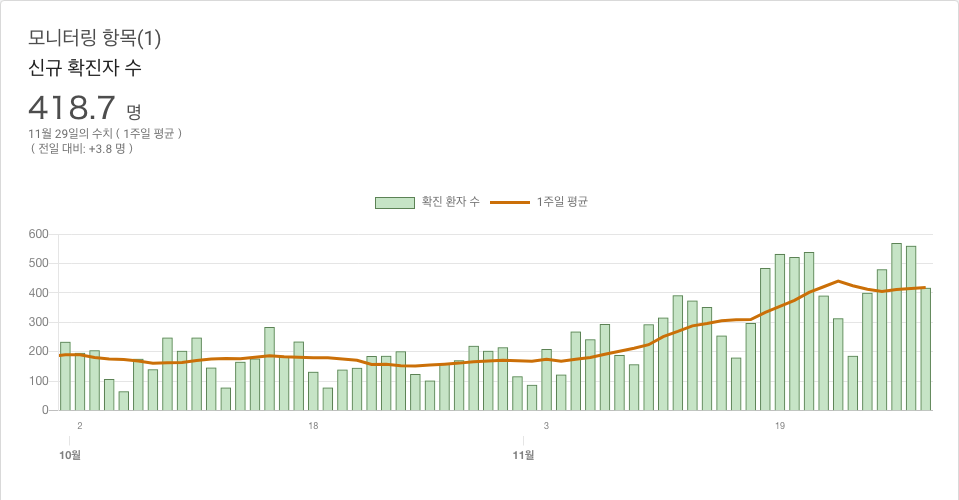 모니터링 항목(1)
신규 확진자 수
418.7 명
11월 29일의 수치 ( 1주일 평균 )
( 전일 대비: +3.8 명 )
확진 환자 수 1주일 평균
600
500
400
300
200
100
0
2 18 3 19
10월 11월